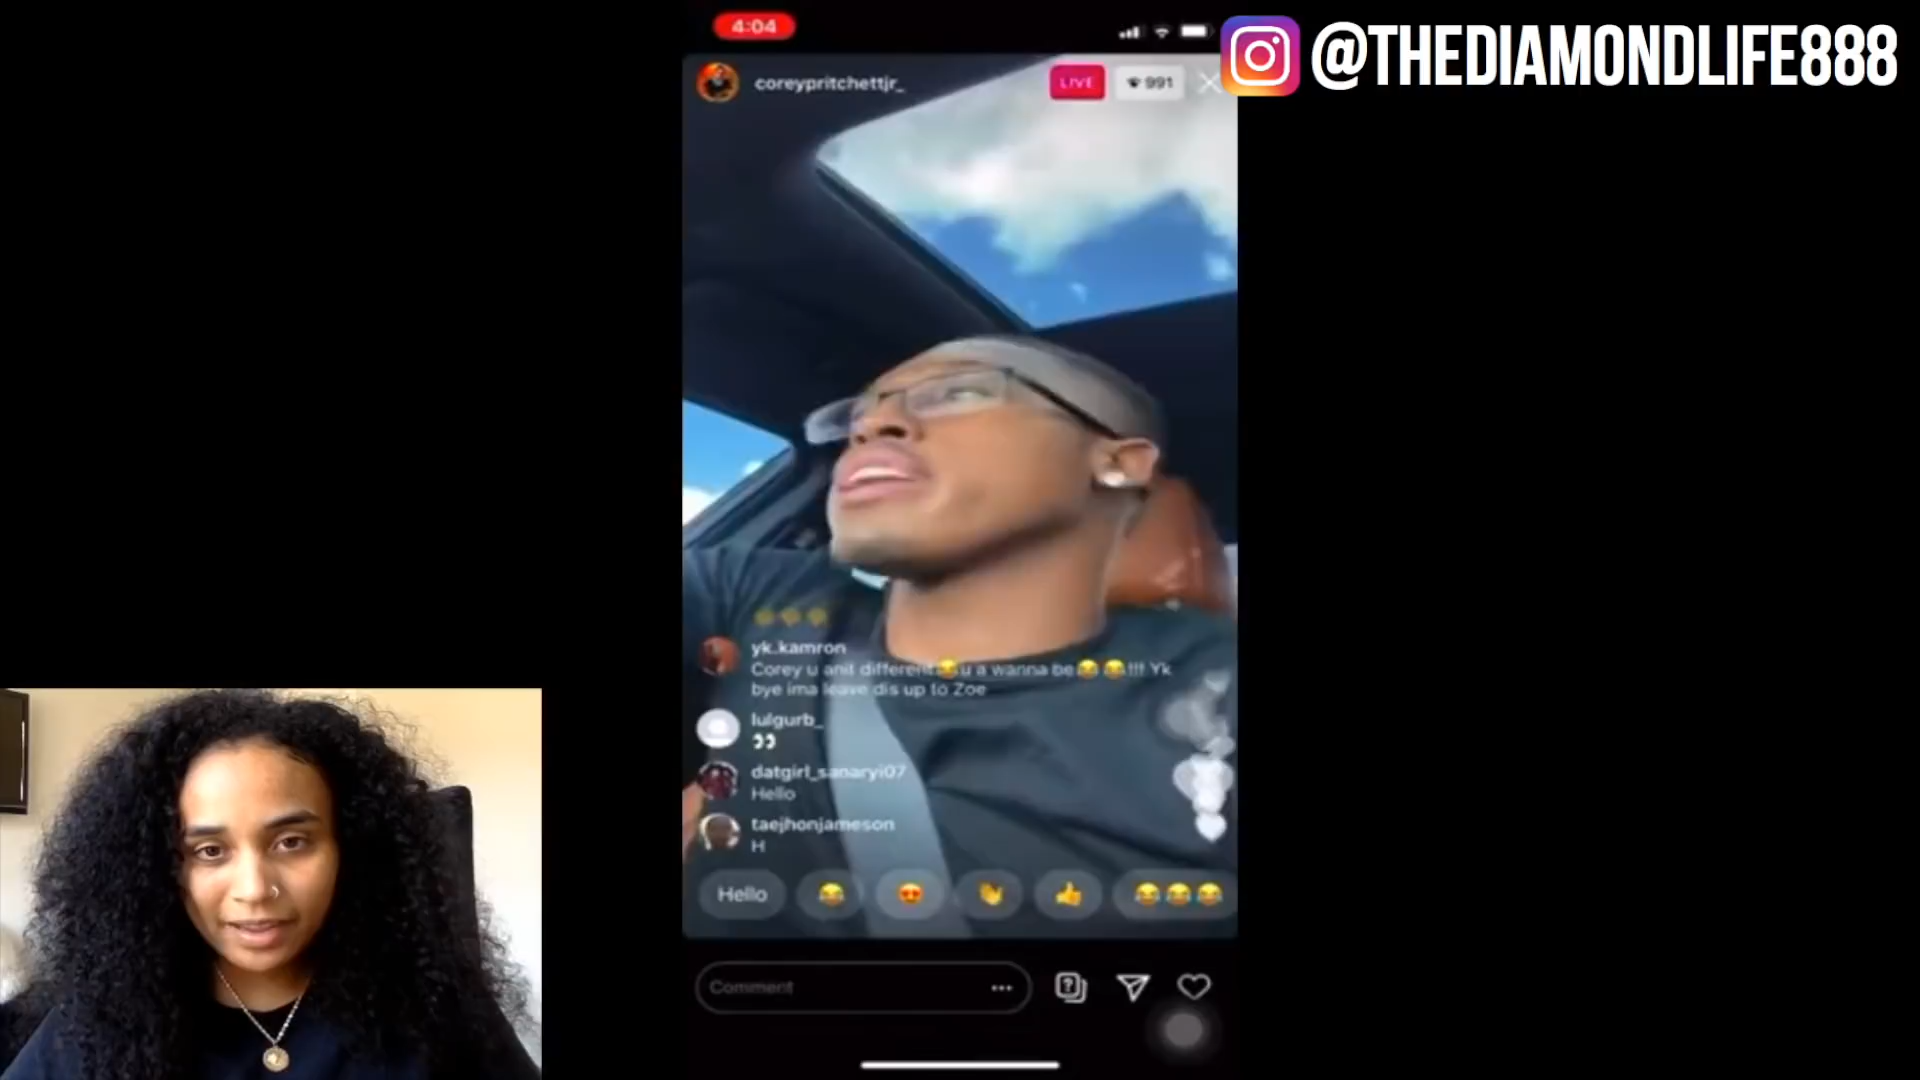 4:04
@THEDIAMONDLIFE888
coreypritchettjr_
LIVE
991
yk.kamron
Corey u anit different😂u a wanna be😂😂!!! Yk
bye ima leave dis up to Zoe
lulgurb_
👀
datgirl_sanaryi07
Hello
taejhonjameson
H
Hello
😂
😍
👏
👍
😂😂😂
Comment